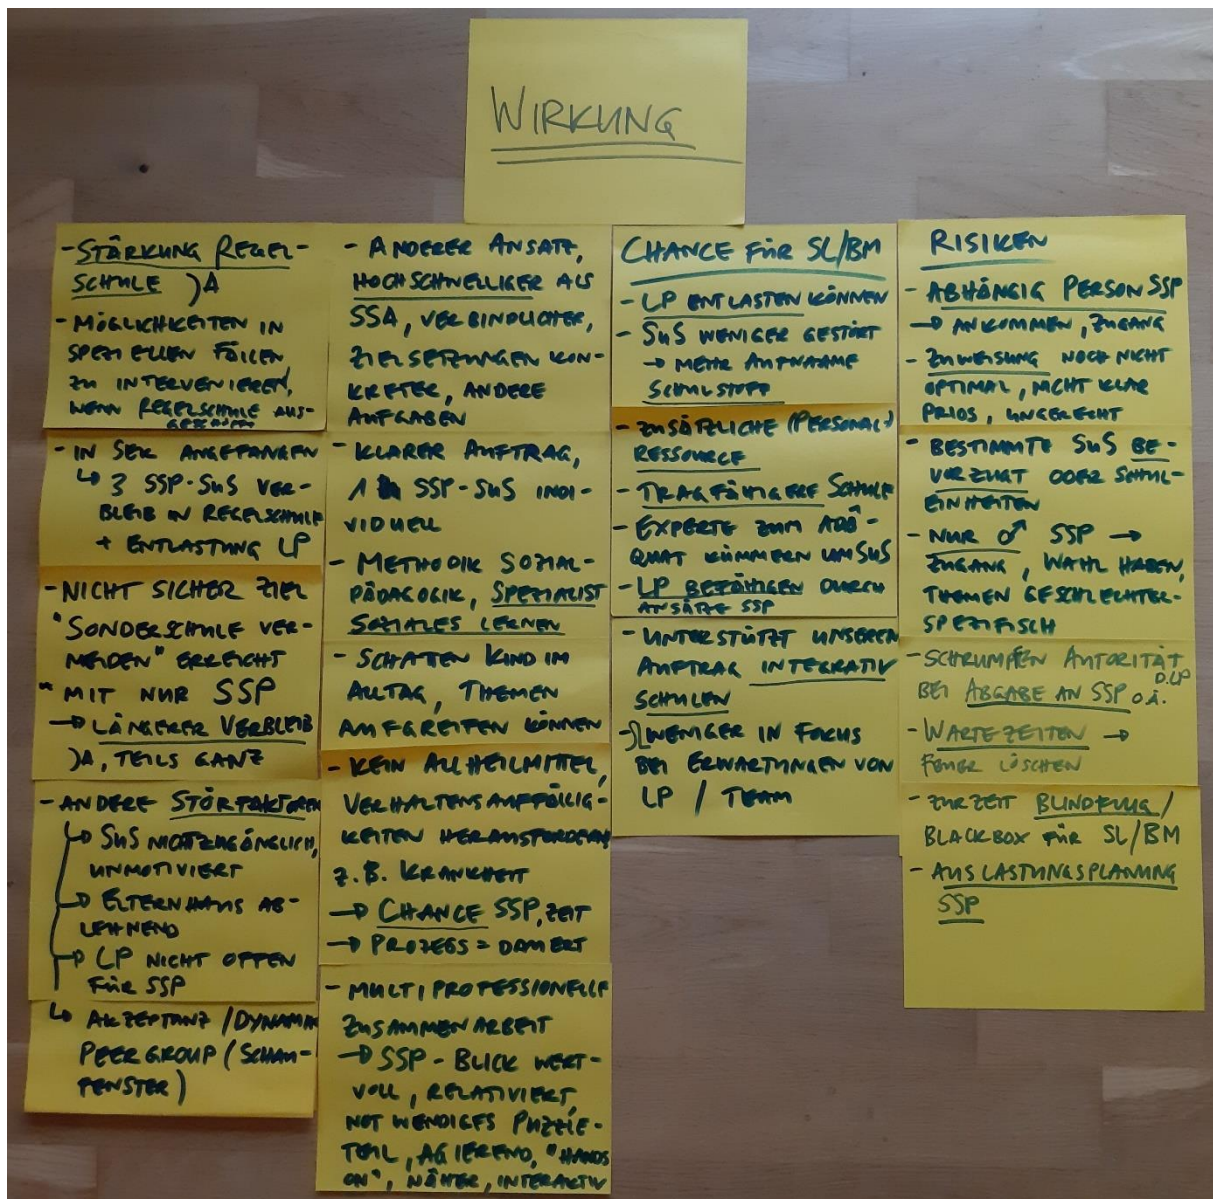 WIRKUNG
- STÄRKUNG REGEL-
SCHULE ) A
- MÖGLICHKEITEN IN
SPEZIELLEN FÄLLEN
ZU INTERVENIEREN,
WENN REGELSCHULE AUS-
GESCHÖPFT
- IN SEK ANGEFANGEN
↳ 3 SSP-SUS VER-
BLEIB IN REGELSCHULE
+ ENTLASTUNG LP
- NICHT SICHER ZIEL
"SONDERSCHULE VER-
MEIDEN" ERREICHT
" MIT NUR SSP
→ LÄNGERER VERBLEIB
) A, TEILS GANZ
- ANDERE STÖRFAKTOREN
↳ SUS NICHT ZUGÄNGLICH,
UNMOTIVIERT
→ ELTERNHAUS AB-
LEHNEND
→ LP NICHT OFFEN
FÜR SSP
↳ AKZEPTANZ / DYNAMIK
PEERGROUP (SCHAU-
FENSTER)
- ANDERER ANSATZ,
HOCHSCHWELLIGER ALS
SSA, VERBINDLICHER,
ZIELSETZUNGEN KON-
KRETER, ANDERE
AUFGABEN
- KLARER AUFTRAG,
1 SSP-SUS INDI-
VIDUELL
- METHODIK SOZIAL-
PÄDAGOGIK, SPEZIALIST
SOZIALES LERNEN
- SCHATTEN KIND IM
ALLTAG, THEMEN
AUFGREIFEN KÖNNEN
- KEIN ALLHEILMITTEL,
VERHALTENSAUFFÄLLIG-
KEITEN HERAUSFORDERND
Z.B. KRANKHEIT
→ CHANCE SSP, ZEIT
→ PROZESS = DAUERT
- MULTIPROFESSIONELLE
ZUSAMMENARBEIT
→ SSP-BLICK WERT-
VOLL, RELATIVIERT,
NOTWENDIGES PUZZLE-
TEIL, AGIEREND, "HANDS
ON", NÄHER, INTERAKTIV
CHANCE FÜR SL/BM
- LP ENTLASTEN KÖNNEN
- SUS WENIGER GESTÖRT
→ MEHR AUFNAHME
SCHULSTOFF
- ZUSÄTZLICHE (PERSONAL)
RESSOURCE
- TRAGFÄHIGERE SCHULE
- EXPERTE ZUM ADÄ-
QUAT KÜMMERN UM SUS
- LP BEFÄHIGEN DURCH
ANSÄTZE SSP
- UNTERSTÜTZT UNSEREN
AUFTRAG INTEGRATIV
SCHULEN
- SL WENIGER IN FOKUS
BEI ERWARTUNGEN VON
LP / TEAM
RISIKEN
- ABHÄNGIG PERSON SSP
→ ANKOMMEN, ZUGANG
- ZUWEISUNG NOCH NICHT
OPTIMAL, NICHT KLAR
PRIOS, UNGERECHT
- BESTIMMTE SUS BE-
VORZUGT ODER SCHUL-
EINHEITEN
- NUR ♂ SSP →
ZUGANG, WAHL HABEN,
THEMEN GESCHLECHTER-
SPEZIFISCH
- SCHRUMPFEN AUTORITÄT
D. LP
BEI ABGABE AN SSP O.Ä.
- WARTEZEITEN →
FEUER LÖSCHEN
- ZURZEIT BLINDFLUG/
BLACKBOX FÜR SL/BM
- AUSLASTUNGSPLANUNG
SSP